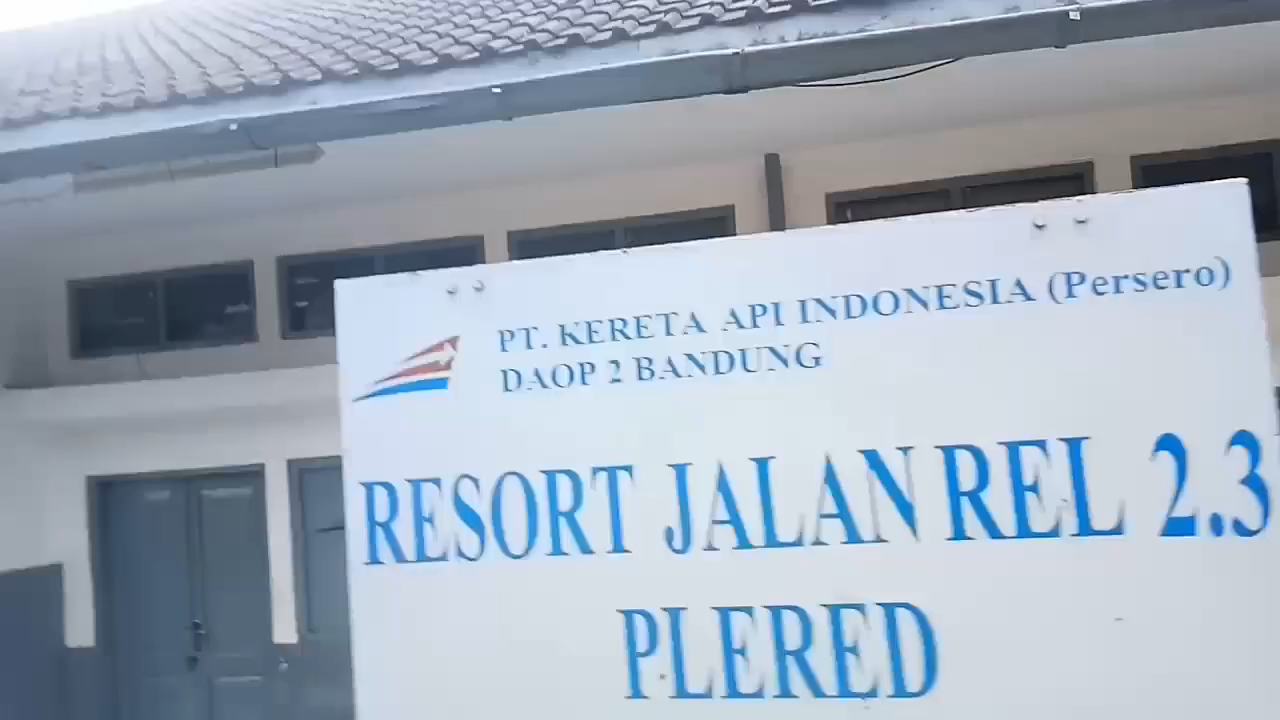 PT. KERETA API INDONESIA (Persero)
DAOP 2 BANDUNG
RESORT JALAN REL 2.3
PLERED